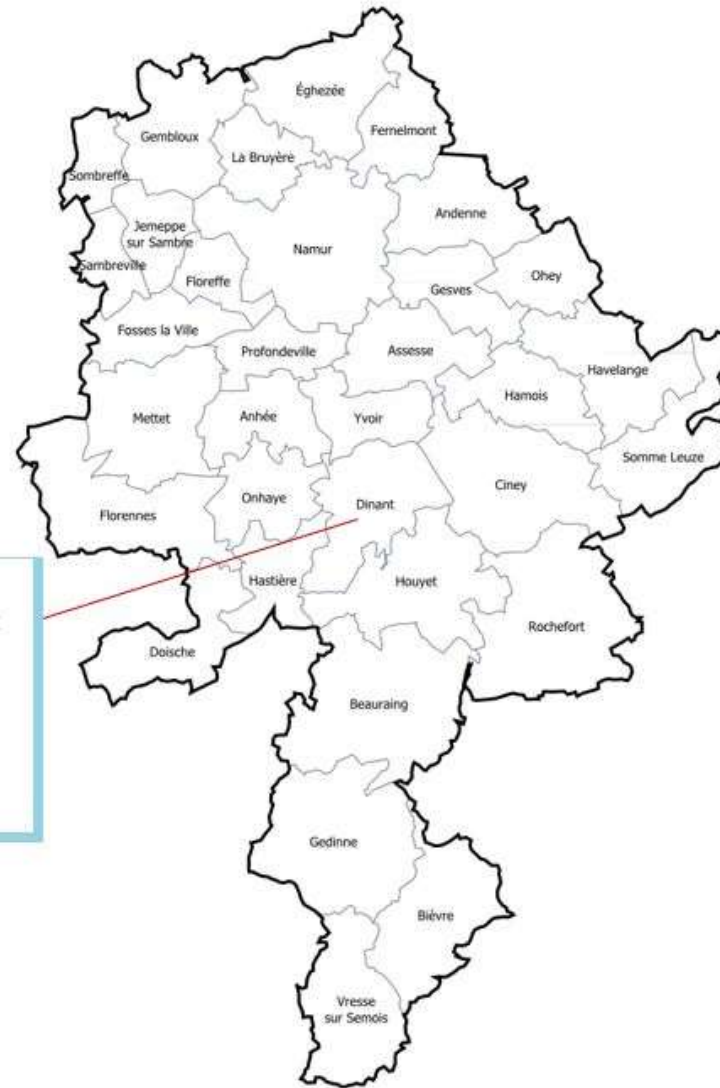 Éghezée
Gembloux
Fernelmont
La Bruyère
Sombreffe
Andenne
Jemeppe
sur Sambre
Namur
Sambreville
Floreffe
Ohey
Gesves
Fosses la Ville
Profondeville
Assesse
Havelange
Hamois
Mettet
Anhée
Yvoir
Somme Leuze
Ciney
Onhaye
Dinant
Florennes
Hastière
Houyet
Rochefort
Doische
Beauraing
Gedinne
Bièvre
Vresse
sur Semois